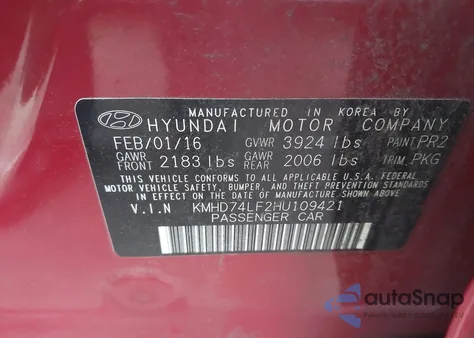 MANUFACTURED IN KOREA BY
HYUNDAI MOTOR COMPANY
FEB/01/16 GVWR 3924 lbs PAINT PR2
GAWR FRONT 2183 lbs GAWR REAR 2006 lbs TRIM PKG
THIS VEHICLE CONFORMS TO ALL APPLICABLE U.S.A. FEDERAL
MOTOR VEHICLE SAFETY, BUMPER, AND THEFT PREVENTION STANDARDS
IN EFFECT ON THE DATE OF MANUFACTURE SHOWN ABOVE
V.I.N KMHD74LF2HU109421
PASSENGER CAR
autaSnap